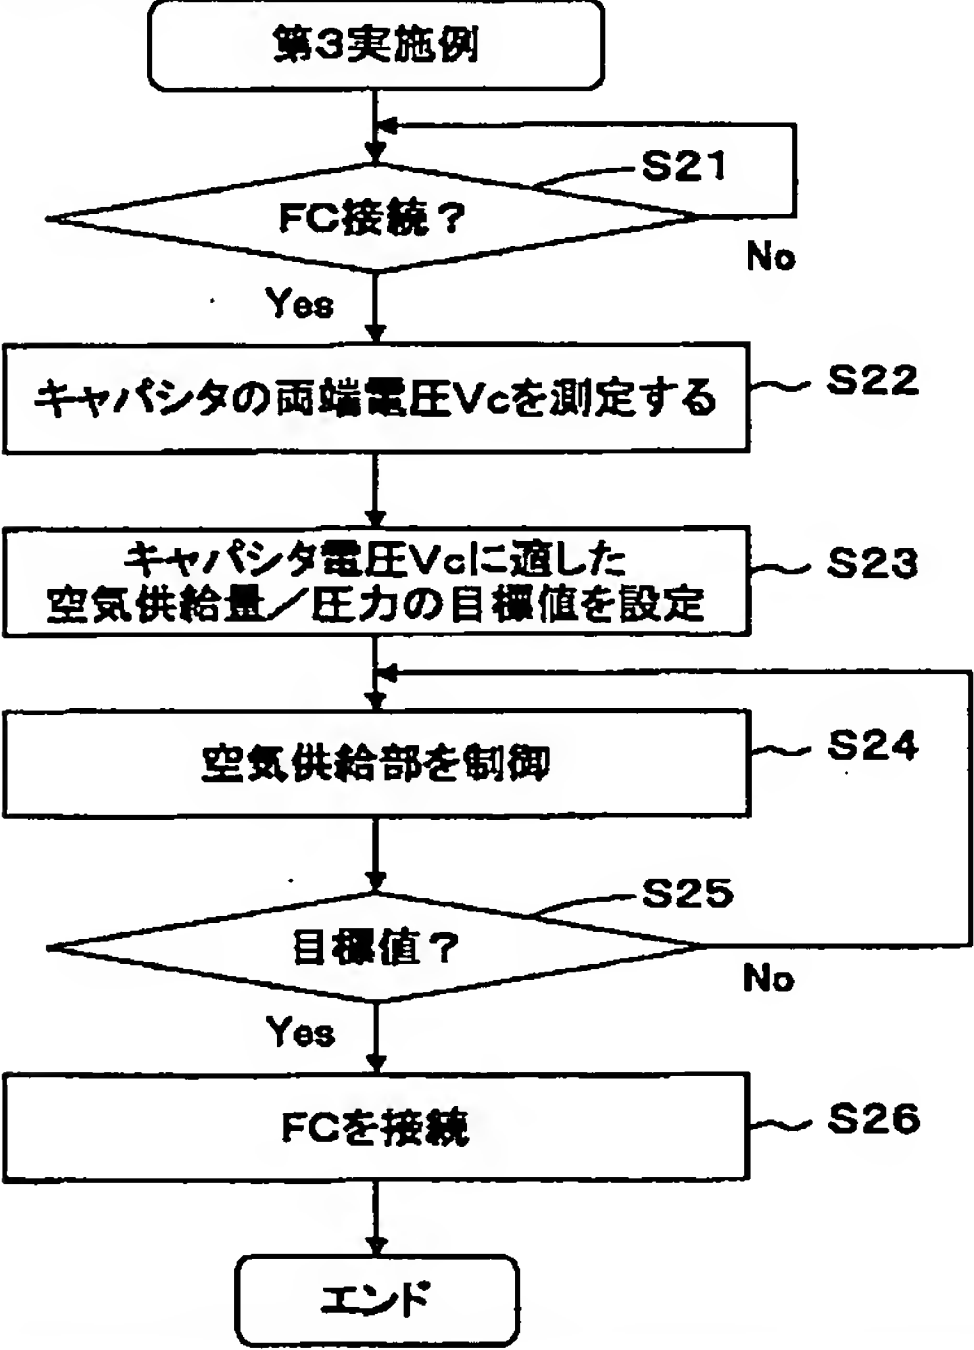 第3実施例
S21
FC接続？
No
Yes
キャパシタの両端電圧Vcを測定する
S22
キャパシタ電圧Vcに適した
空気供給量／圧力の目標値を設定
S23
空気供給部を制御
S24
S25
目標値？
No
Yes
FCを接続
S26
エンド